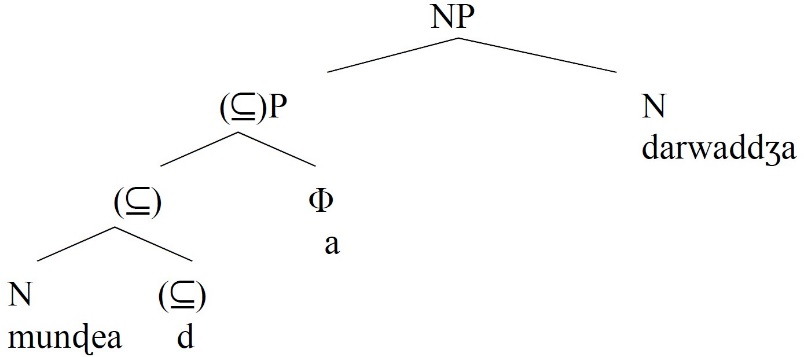 NP
(⊆)P N
darwaddʒa
(⊆) Φ
a
N (⊆)
munɖea d